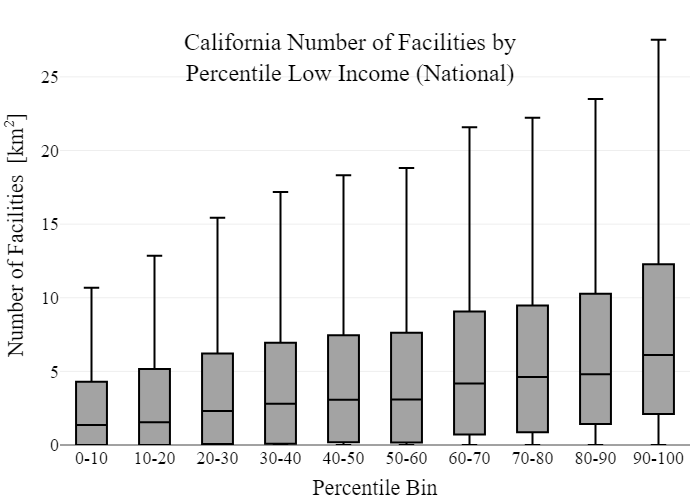 California Number of Facilities by
Percentile Low Income (National)
Number of Facilities [km²]
25
20
15
10
5
0
0-10 10-20 20-30 30-40 40-50 50-60 60-70 70-80 80-90 90-100
Percentile Bin